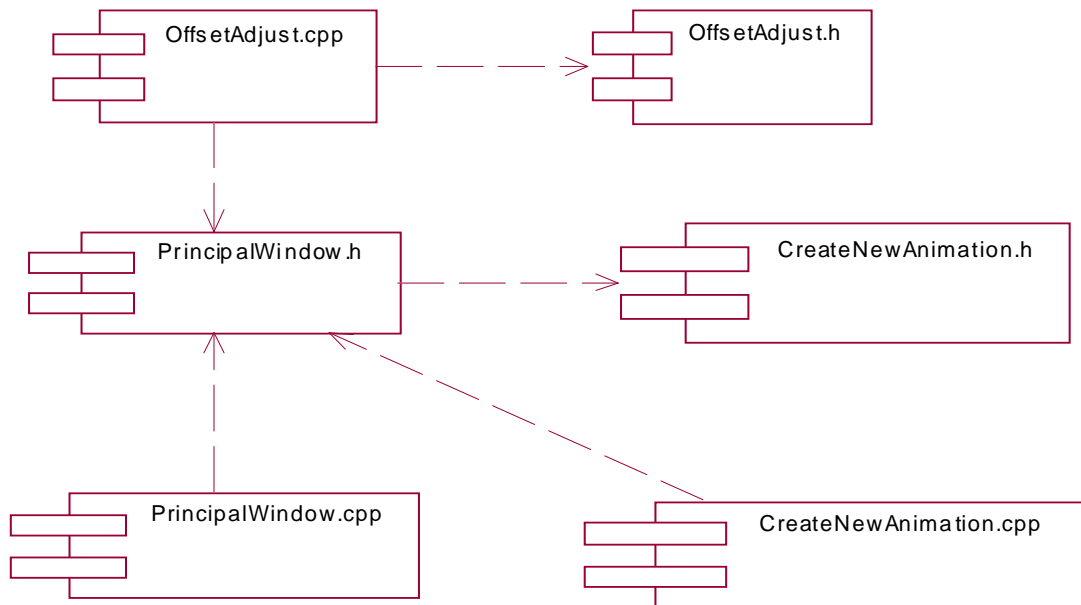 OffsetAdjust.cpp
OffsetAdjust.h
PrincipalWindow.h
CreateNewAnimation.h
PrincipalWindow.cpp
CreateNewAnimation.cpp